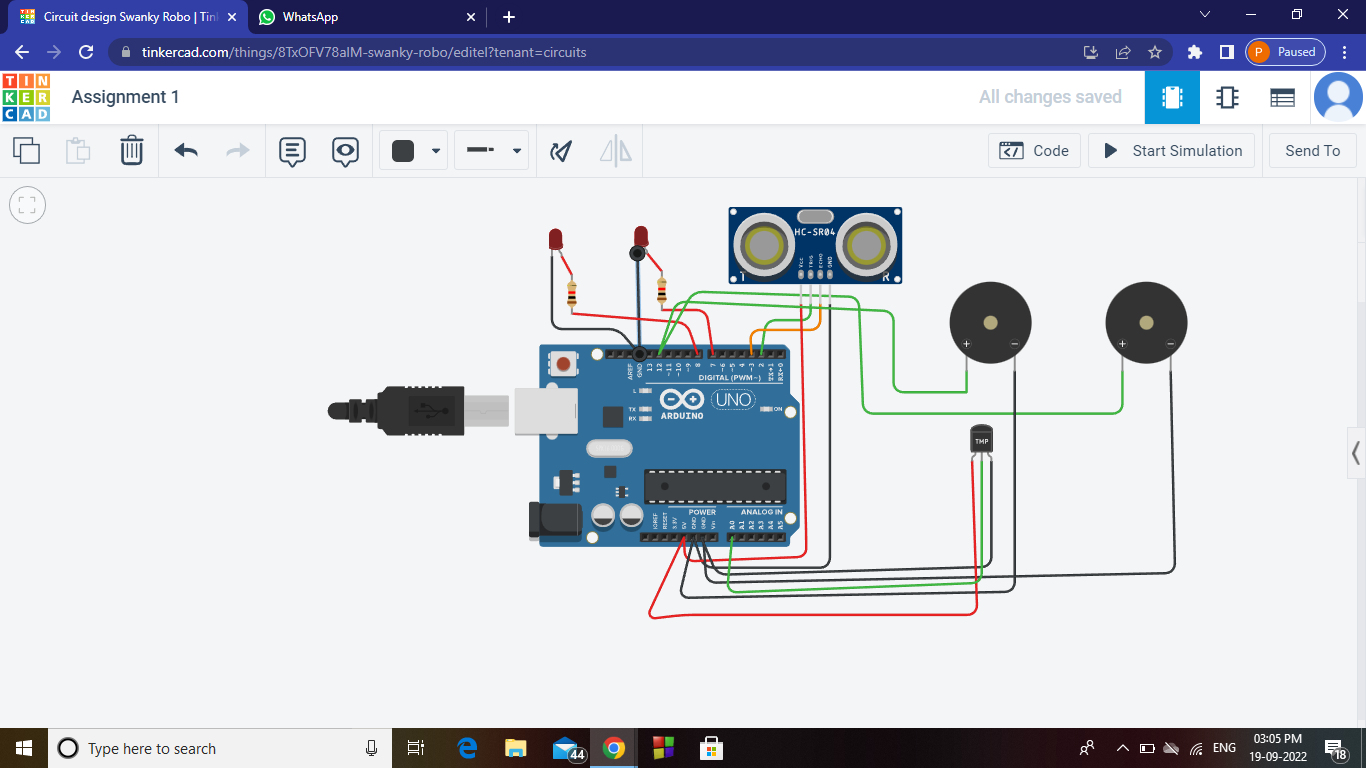 Circuit design Swanky Robo | Tin
WhatsApp
tinkercad.com/things/8TxOFV78alM-swanky-robo/editel?tenant=circuits
P
Paused
TIN
KER
CAD
Assignment 1
All changes saved
Code
Start Simulation
Send To
HC-SR04
Vcc
TRIG
ECHO
GND
T
R
AREF
GND
13
12
~11
~10
~9
8
7
~6
~5
4
~3
2
TX→1
RX←0
DIGITAL (PWM~)
L
TX
RX
ARDUINO
UNO
ON
TMP
POWER
ANALOG IN
IOREF
RESET
3.3V
5V
GND
GND
Vin
A0
A1
A2
A3
A4
A5
Type here to search
44
ENG
03:05 PM
19-09-2022
18